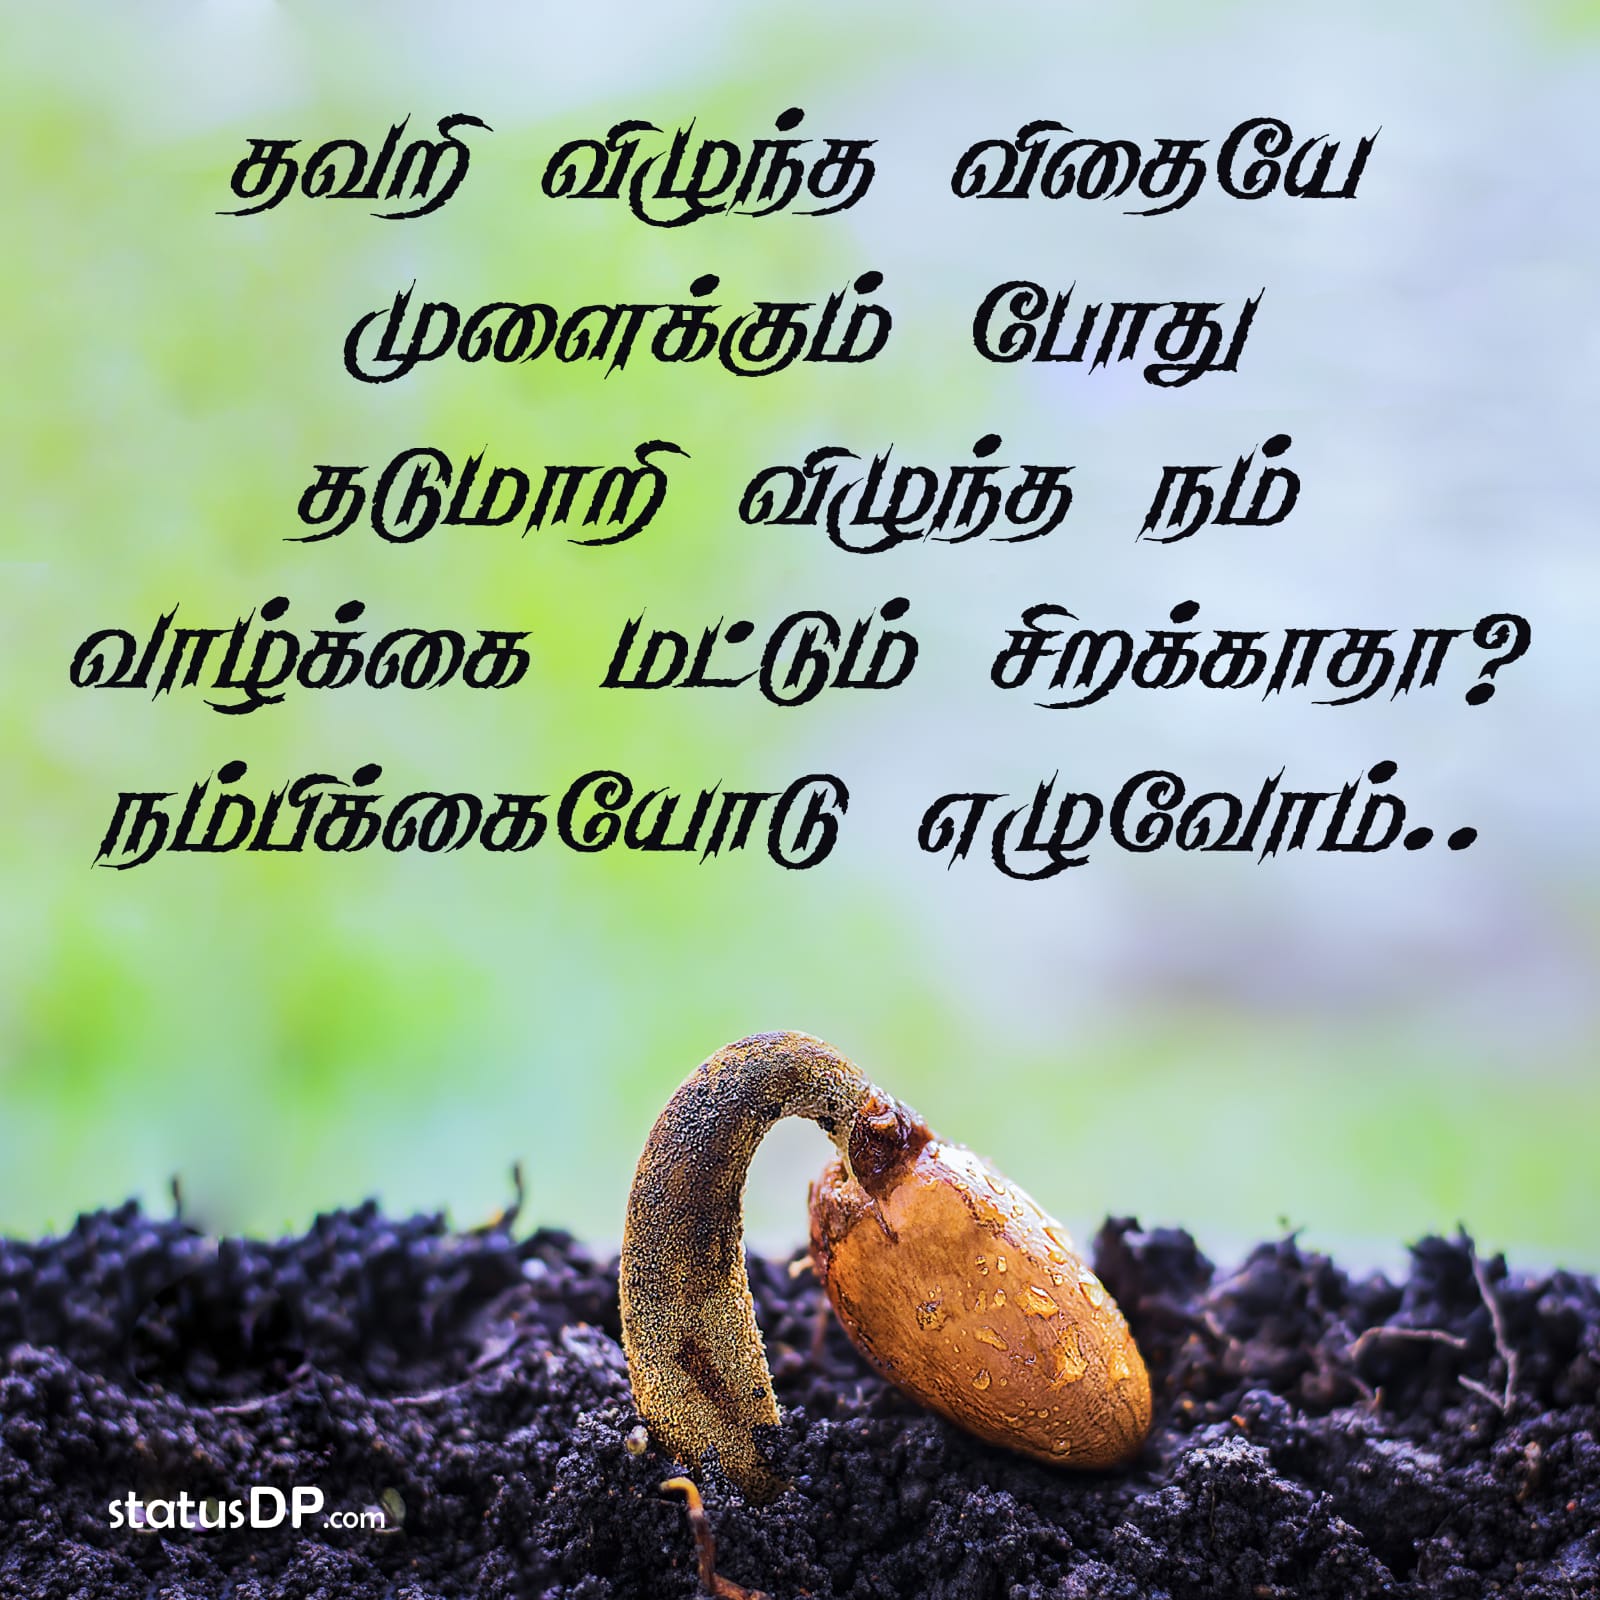 தவறி விழுந்த விதையே
முளைக்கும் போது
தடுமாறி விழுந்த நம்
வாழ்க்கை மட்டும் சிறக்காதா?
நம்பிக்கையோடு எழுவோம்..
statusDP.com